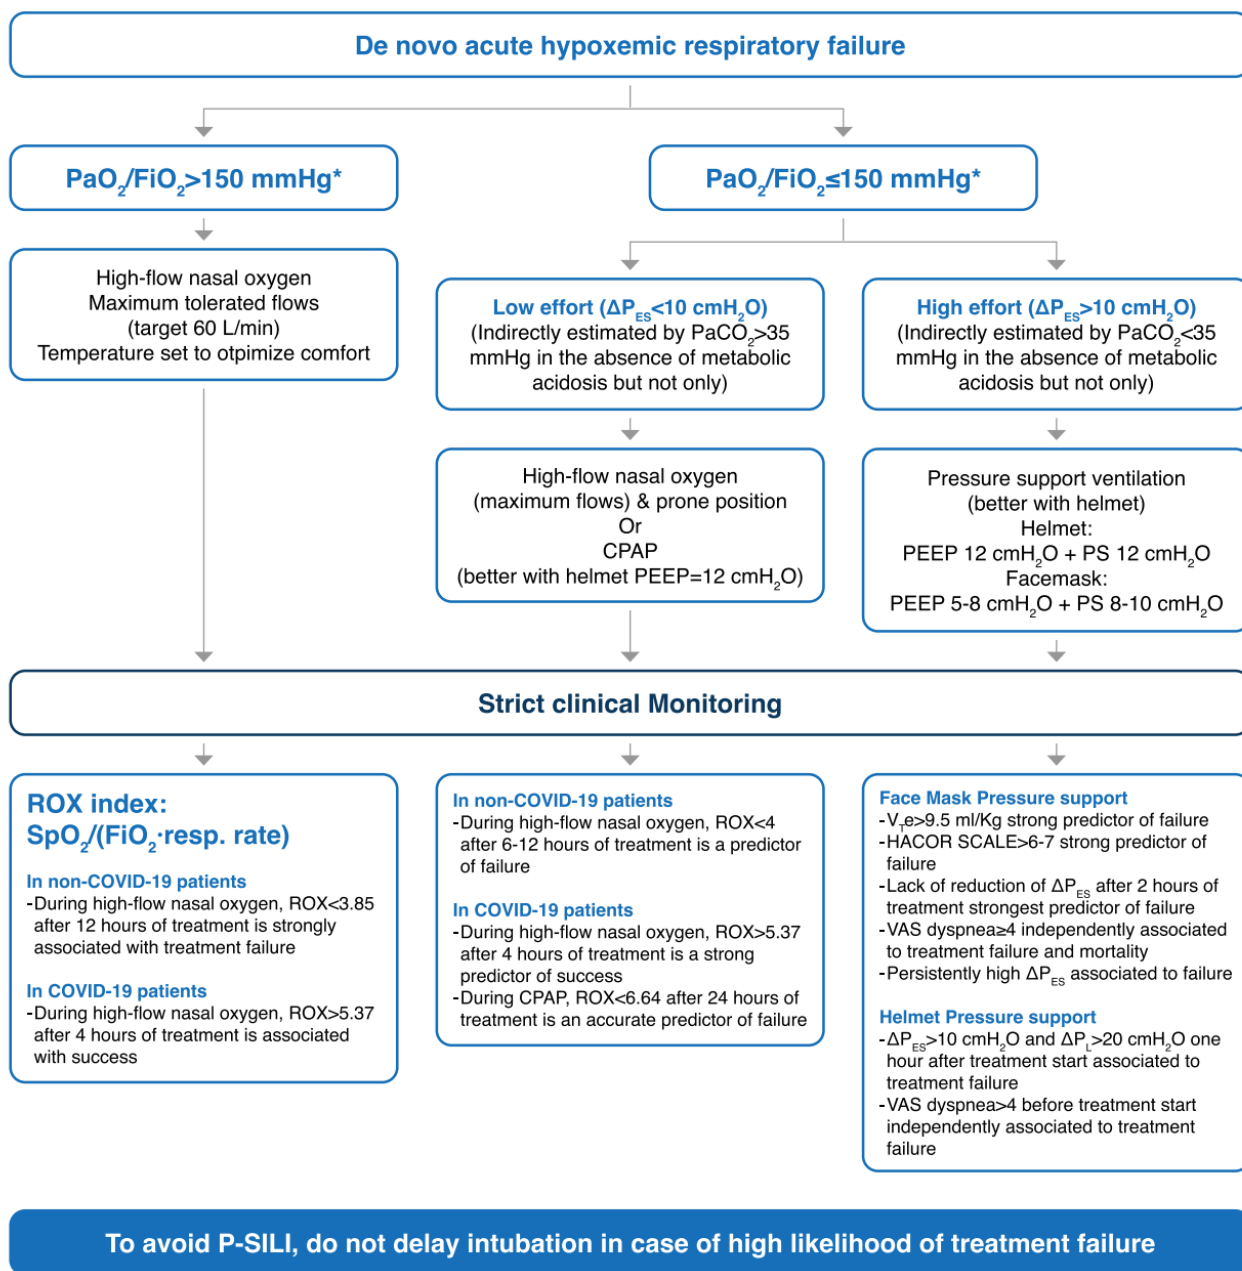 De novo acute hypoxemic respiratory failure
PaO₂/FiO₂>150 mmHg*
PaO₂/FiO₂≤150 mmHg*
High-flow nasal oxygen
Maximum tolerated flows
(target 60 L/min)
Temperature set to otpimize comfort
Low effort (ΔP_ES<10 cmH₂O)
(Indirectly estimated by PaCO₂>35
mmHg in the absence of metabolic
acidosis but not only)
High effort (ΔP_ES>10 cmH₂O)
(Indirectly estimated by PaCO₂<35
mmHg in the absence of metabolic
acidosis but not only)
High-flow nasal oxygen
(maximum flows) & prone position
Or
CPAP
(better with helmet PEEP=12 cmH₂O)
Pressure support ventilation
(better with helmet)
Helmet:
PEEP 12 cmH₂O + PS 12 cmH₂O
Facemask:
PEEP 5-8 cmH₂O + PS 8-10 cmH₂O
Strict clinical Monitoring
ROX index:
SpO₂/(FiO₂·resp. rate)
In non-COVID-19 patients
-During high-flow nasal oxygen, ROX<3.85
after 12 hours of treatment is strongly
associated with treatment failure
In COVID-19 patients
-During high-flow nasal oxygen, ROX>5.37
after 4 hours of treatment is associated
with success
In non-COVID-19 patients
-During high-flow nasal oxygen, ROX<4
after 6-12 hours of treatment is a predictor
of failure
In COVID-19 patients
-During high-flow nasal oxygen, ROX>5.37
after 4 hours of treatment is a strong
predictor of success
-During CPAP, ROX<6.64 after 24 hours of
treatment is an accurate predictor of failure
Face Mask Pressure support
-V_Te>9.5 ml/Kg strong predictor of failure
-HACOR SCALE>6-7 strong predictor of
failure
-Lack of reduction of ΔP_ES after 2 hours of
treatment strongest predictor of failure
-VAS dyspnea≥4 independently associated
to treatment failure and mortality
-Persistently high ΔP_ES associated to failure
Helmet Pressure support
-ΔP_ES>10 cmH₂O and ΔP_L>20 cmH₂O one
hour after treatment start associated to
treatment failure
-VAS dyspnea>4 before treatment start
independently associated to treatment
failure
To avoid P-SILI, do not delay intubation in case of high likelihood of treatment failure